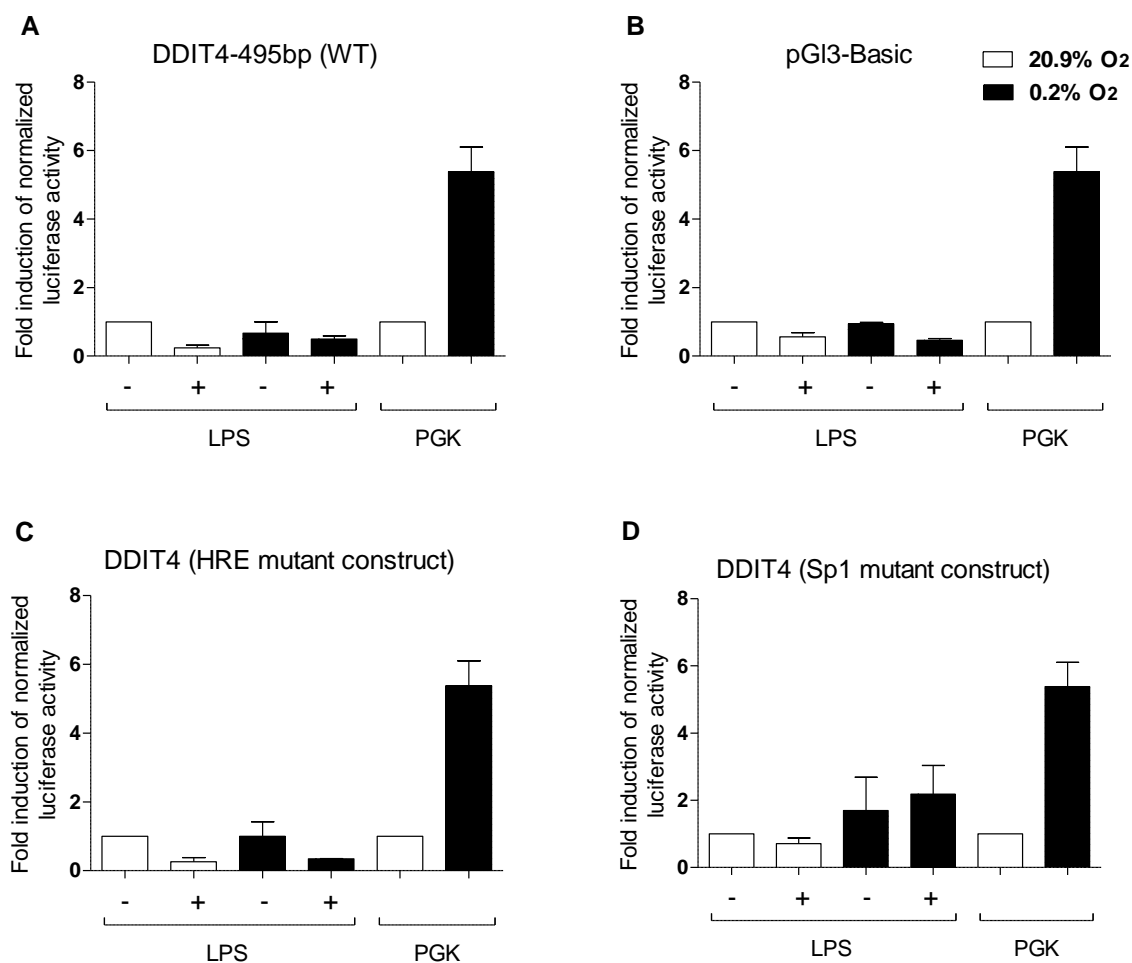 A
DDIT4-495bp (WT)
Fold induction of normalized
luciferase activity
8
6
4
2
0
- + - +
LPS PGK
B
pGl3-Basic
20.9% O2
0.2% O2
Fold induction of normalized
luciferase activity
8
6
4
2
0
- + - +
LPS PGK
C
DDIT4 (HRE mutant construct)
Fold induction of normalized
luciferase activity
8
6
4
2
0
- + - +
LPS PGK
D
DDIT4 (Sp1 mutant construct)
Fold induction of normalized
luciferase activity
8
6
4
2
0
- + - +
LPS PGK